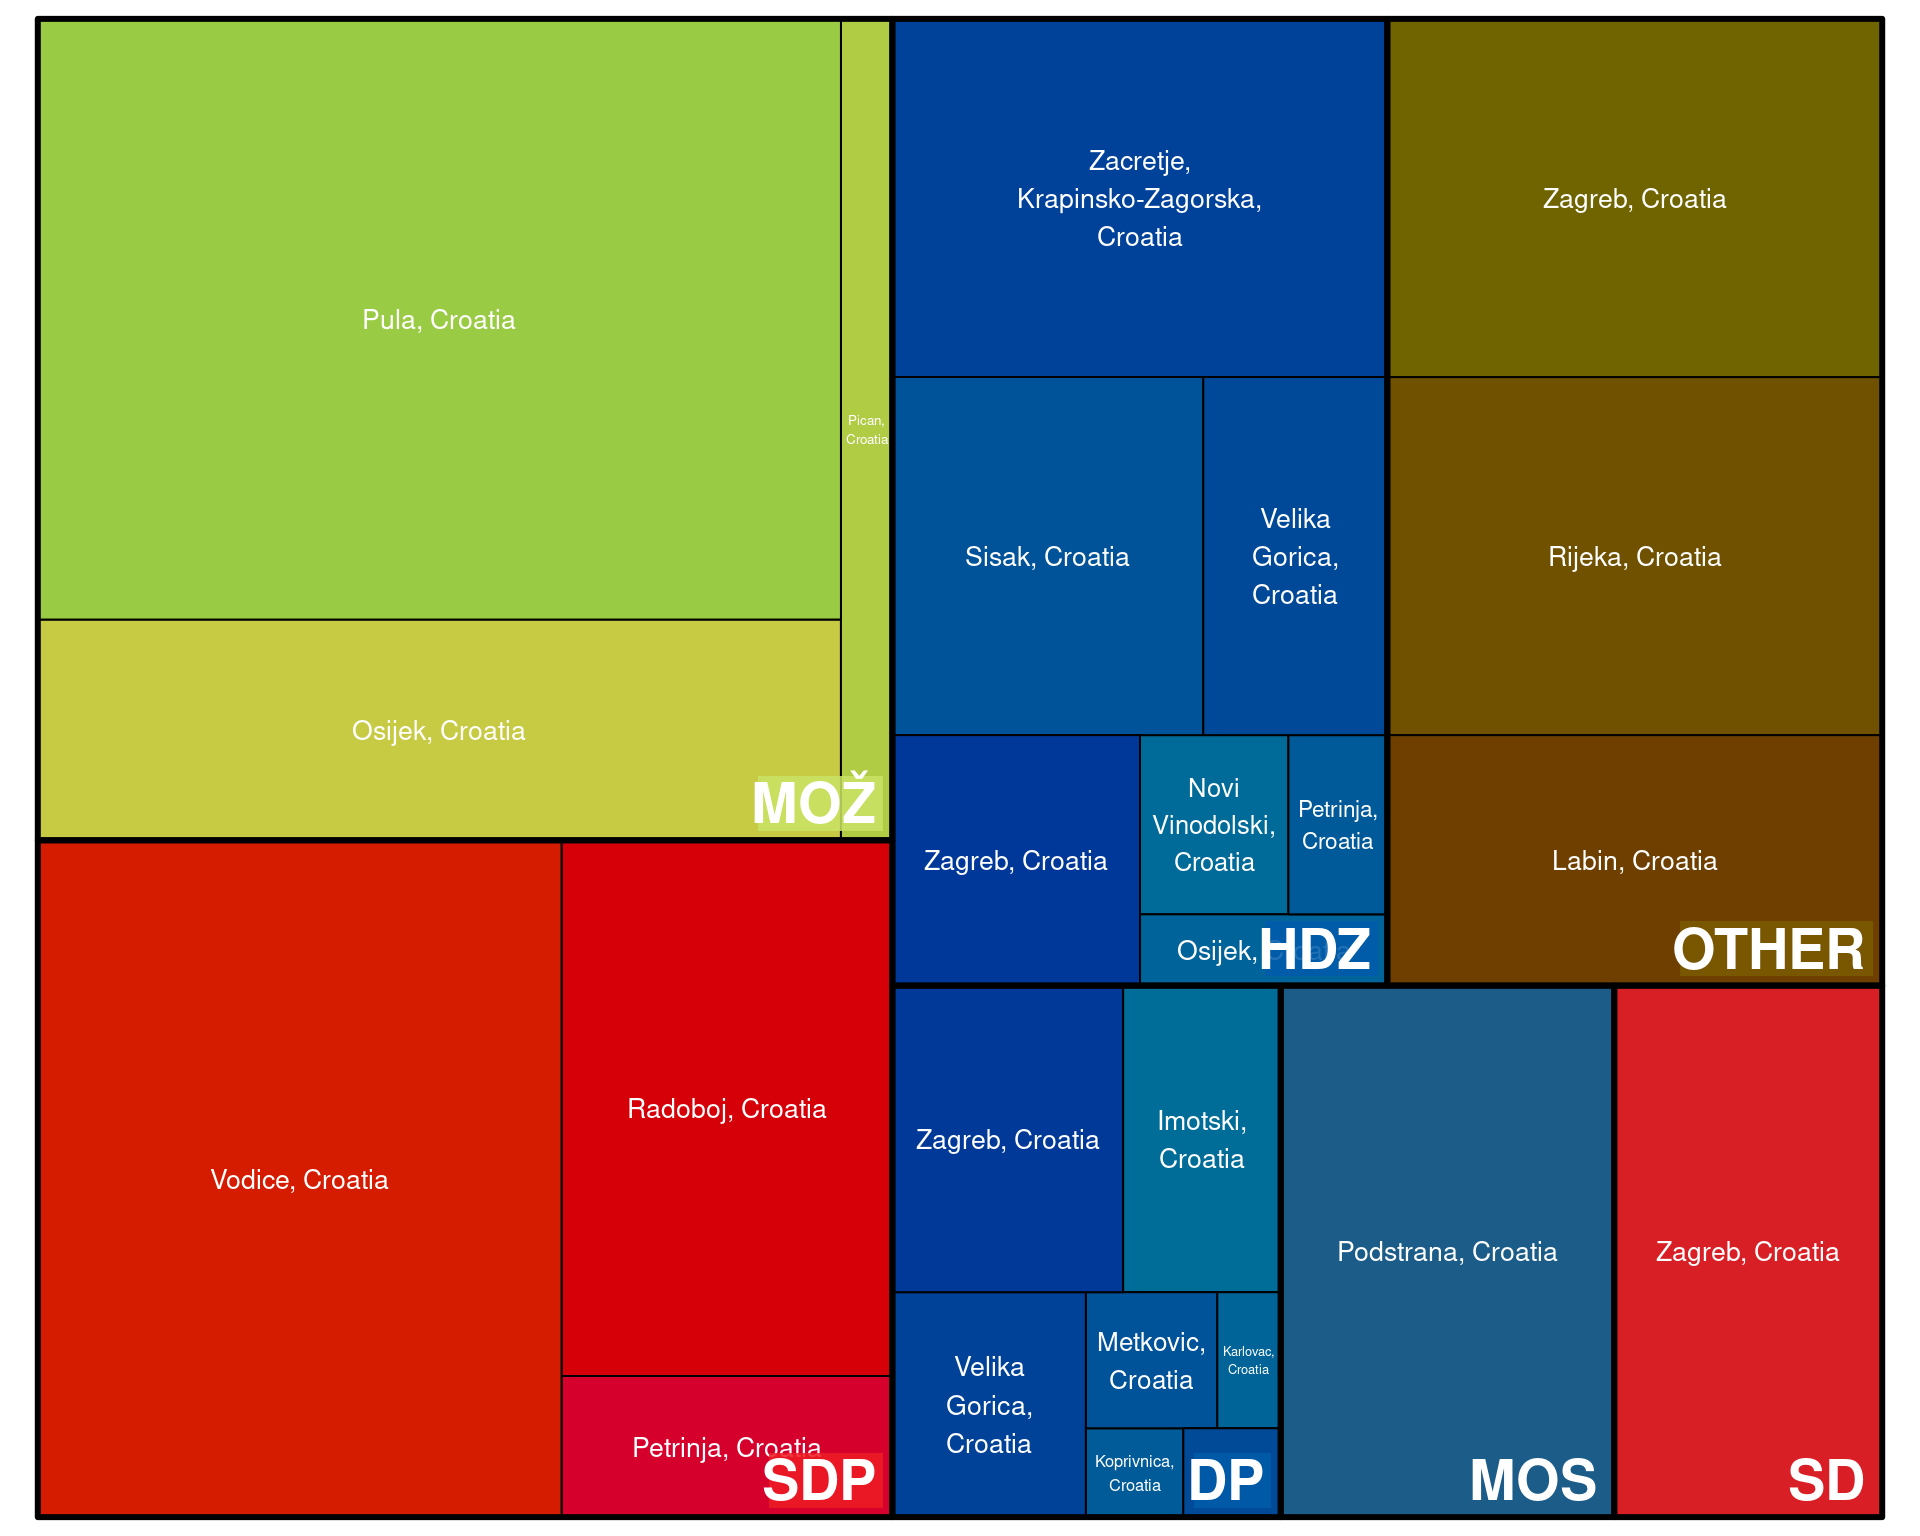 Pula, Croatia
Pican,
Croatia
Osijek, Croatia
MOŽ
Vodice, Croatia
Radoboj, Croatia
Petrinja, Croatia
SDP
Zacretje,
Krapinsko-Zagorska,
Croatia
Sisak, Croatia
Velika
Gorica,
Croatia
Zagreb, Croatia
Novi
Vinodolski,
Croatia
Petrinja,
Croatia
Osijek, Croatia
HDZ
Zagreb, Croatia
Rijeka, Croatia
Labin, Croatia
OTHER
Zagreb, Croatia
Imotski,
Croatia
Velika
Gorica,
Croatia
Metkovic,
Croatia
Karlovac,
Croatia
Koprivnica,
Croatia
DP
Podstrana, Croatia
MOS
Zagreb, Croatia
SD